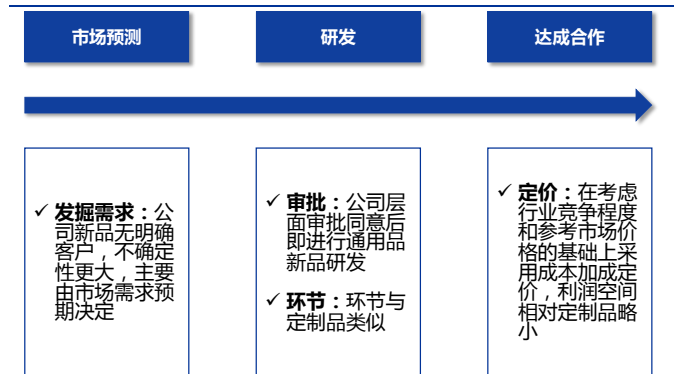 市场预测
研发
达成合作
✓ 发掘需求：公
司新品无明确
客户，不确定
性更大，主要
由市场需求预
期决定
✓ 审批：公司层
面审批同意后
即进行通用品
新品研发
✓ 环节：环节与
定制品类似
✓ 定价：在考虑
行业竞争程度
和参考市场价
格的基础上采
用成本加成定
价，利润空间
相对定制品略
小